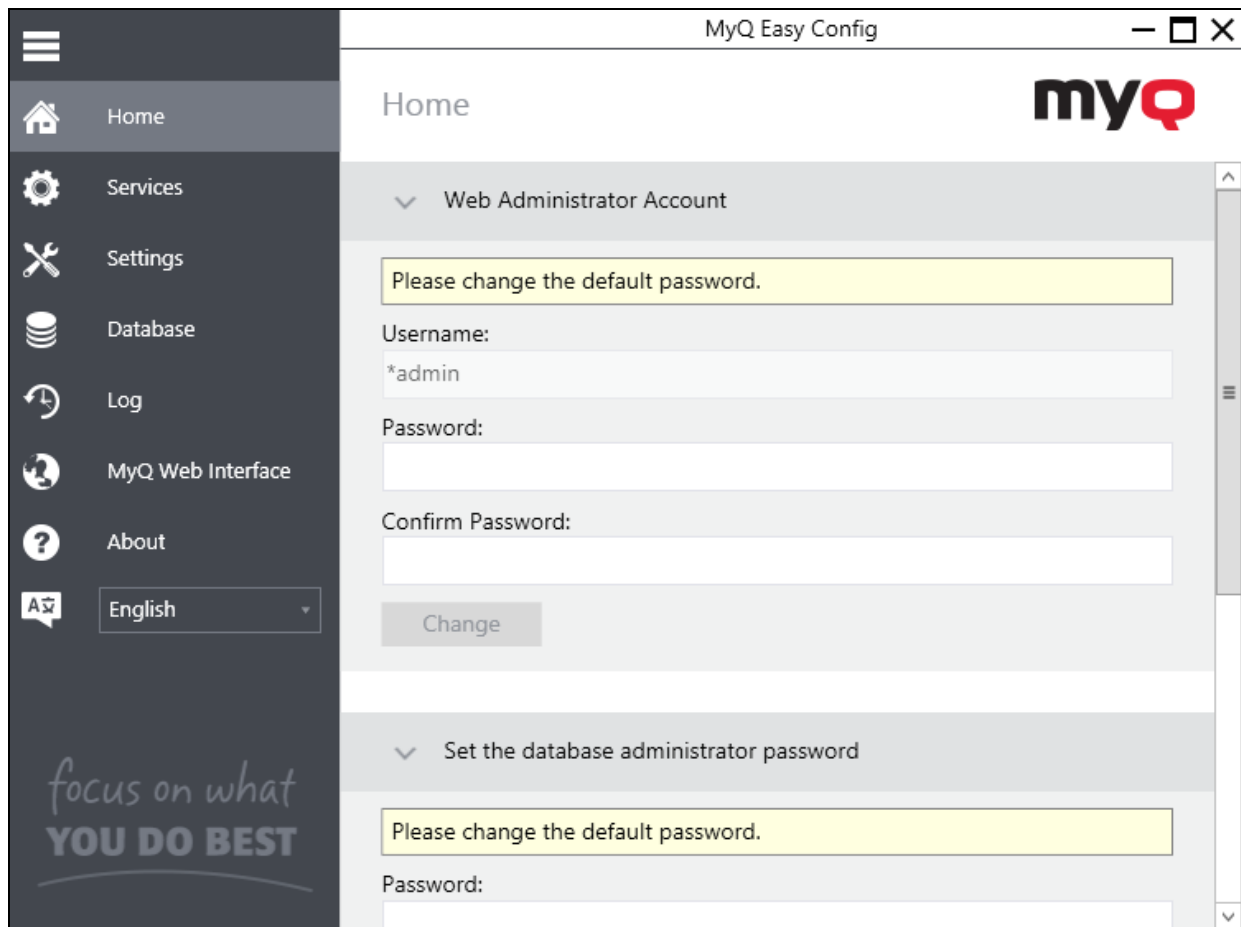 MyQ Easy Config
Home
Services
Settings
Database
Log
MyQ Web Interface
About
English
focus on what
YOU DO BEST
Home
myQ
Web Administrator Account
Please change the default password.
Username:
*admin
Password:
Confirm Password:
Change
Set the database administrator password
Please change the default password.
Password: